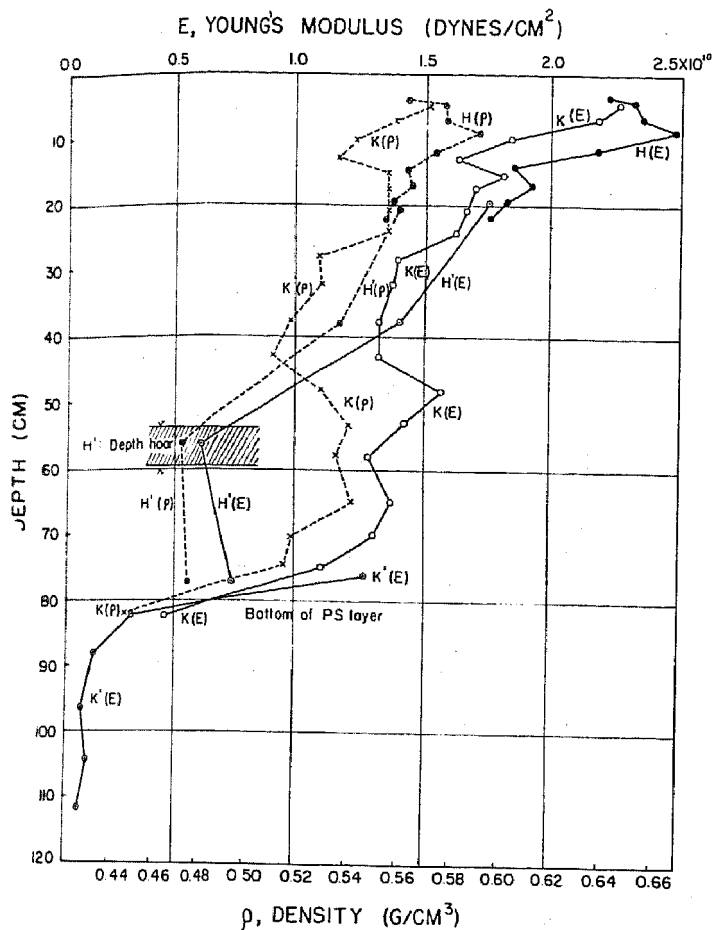 E, YOUNG'S MODULUS (DYNES/CM²)
0.0 0.5 1.0 1.5 2.0 2.5 x 10¹⁰
H(ρ) K(E)
K(ρ) H(E)
10
20
K(ρ) H'(ρ) K(E) H'(E)
30
40
K(ρ) K(E)
50
H': Depth hoar
60
H'(ρ) H'(E)
70
K'(E)
80
K(ρ) K(E) Bottom of PS layer
90
K'(E)
100
110
120
DEPTH (CM)
0.44 0.46 0.48 0.50 0.52 0.54 0.56 0.58 0.60 0.62 0.64 0.66
ρ, DENSITY (G/CM³)